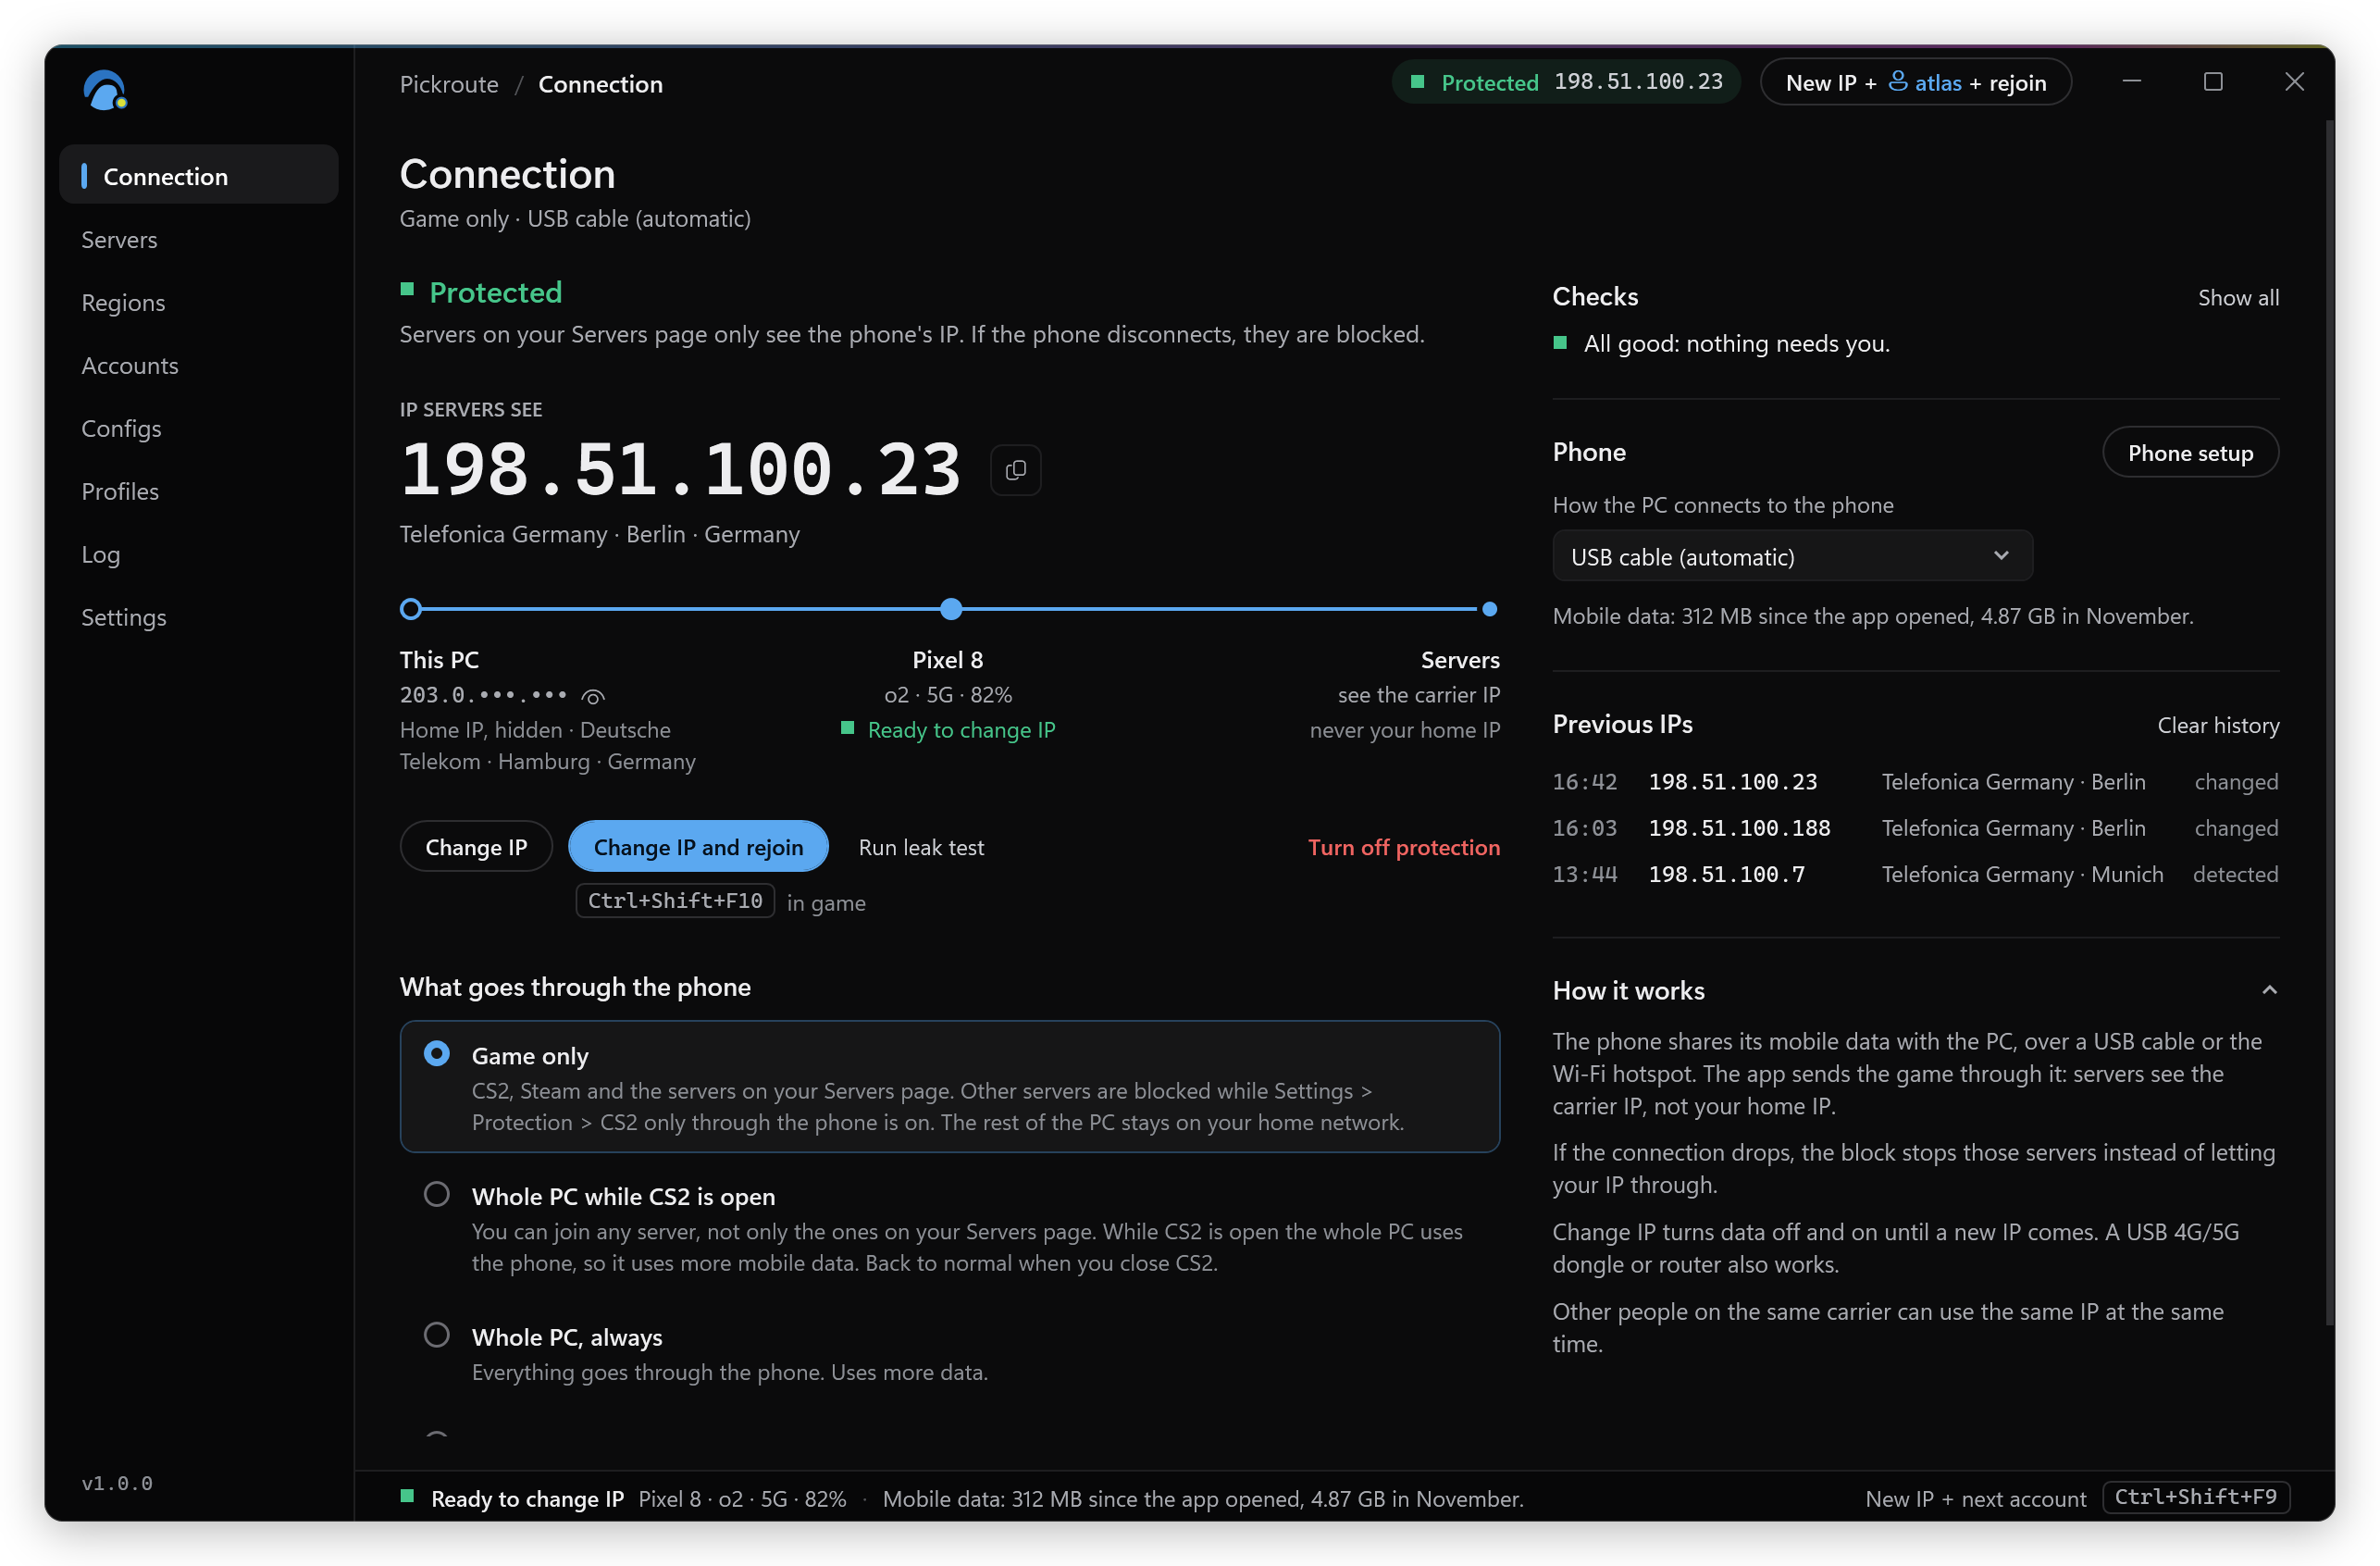 Pickroute / Connection
Protected 198.51.100.23
New IP + atlas + rejoin
Connection
Servers
Regions
Accounts
Configs
Profiles
Log
Settings
v1.0.0
Connection
Game only · USB cable (automatic)
Protected
Servers on your Servers page only see the phone's IP. If the phone disconnects, they are blocked.
IP SERVERS SEE
198.51.100.23
Telefonica Germany · Berlin · Germany
This PC
203.0.•••.•••
Home IP, hidden · Deutsche
Telekom · Hamburg · Germany
Pixel 8
o2 · 5G · 82%
Ready to change IP
Servers
see the carrier IP
never your home IP
Change IP
Change IP and rejoin
Run leak test
Turn off protection
Ctrl+Shift+F10 in game
What goes through the phone
Game only
CS2, Steam and the servers on your Servers page. Other servers are blocked while Settings >
Protection > CS2 only through the phone is on. The rest of the PC stays on your home network.
Whole PC while CS2 is open
You can join any server, not only the ones on your Servers page. While CS2 is open the whole PC uses
the phone, so it uses more mobile data. Back to normal when you close CS2.
Whole PC, always
Everything goes through the phone. Uses more data.
Checks
Show all
All good: nothing needs you.
Phone
Phone setup
How the PC connects to the phone
USB cable (automatic)
Mobile data: 312 MB since the app opened, 4.87 GB in November.
Previous IPs
Clear history
16:42 198.51.100.23 Telefonica Germany · Berlin changed
16:03 198.51.100.188 Telefonica Germany · Berlin changed
13:44 198.51.100.7 Telefonica Germany · Munich detected
How it works
The phone shares its mobile data with the PC, over a USB cable or the
Wi-Fi hotspot. The app sends the game through it: servers see the
carrier IP, not your home IP.
If the connection drops, the block stops those servers instead of letting
your IP through.
Change IP turns data off and on until a new IP comes. A USB 4G/5G
dongle or router also works.
Other people on the same carrier can use the same IP at the same
time.
Ready to change IP Pixel 8 · o2 · 5G · 82% · Mobile data: 312 MB since the app opened, 4.87 GB in November.
New IP + next account Ctrl+Shift+F9